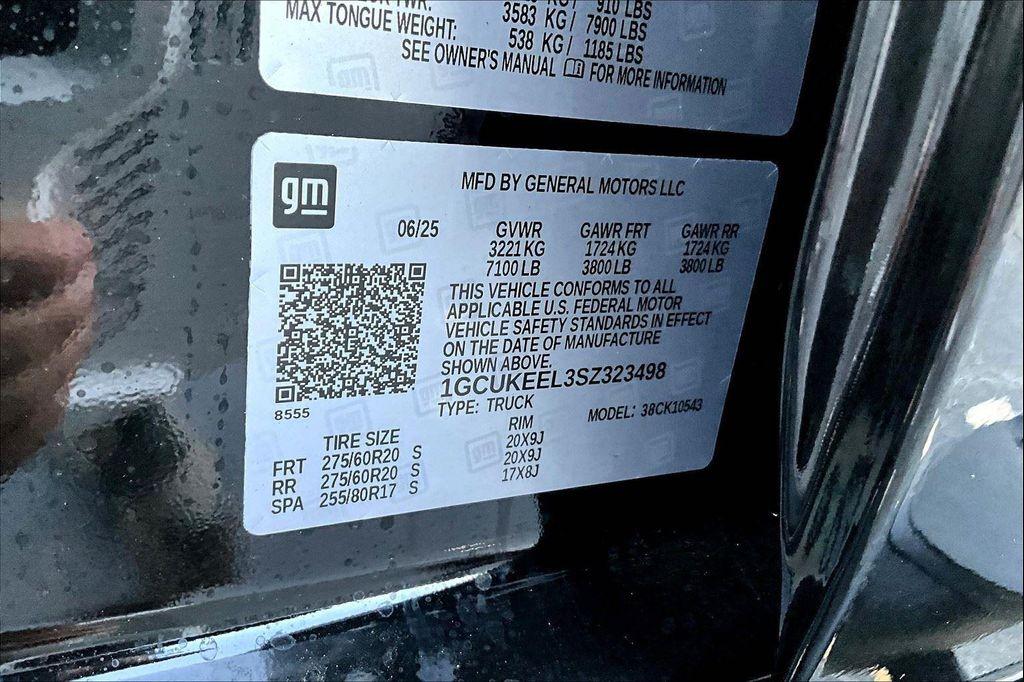 910 LBS
3583 KG / 7900 LBS
MAX TONGUE WEIGHT: 538 KG / 1185 LBS
SEE OWNER'S MANUAL FOR MORE INFORMATION
gm
MFD BY GENERAL MOTORS LLC
06/25 GVWR GAWR FRT GAWR RR
3221 KG 1724 KG 1724 KG
7100 LB 3800 LB 3800 LB
THIS VEHICLE CONFORMS TO ALL
APPLICABLE U.S. FEDERAL MOTOR
VEHICLE SAFETY STANDARDS IN EFFECT
ON THE DATE OF MANUFACTURE
SHOWN ABOVE.
1GCUKEEL3SZ323498
8555
TYPE: TRUCK MODEL: 38CK10543
TIRE SIZE RIM
FRT 275/60R20 S 20X9J
RR 275/60R20 S 20X9J
SPA 255/80R17 S 17X8J